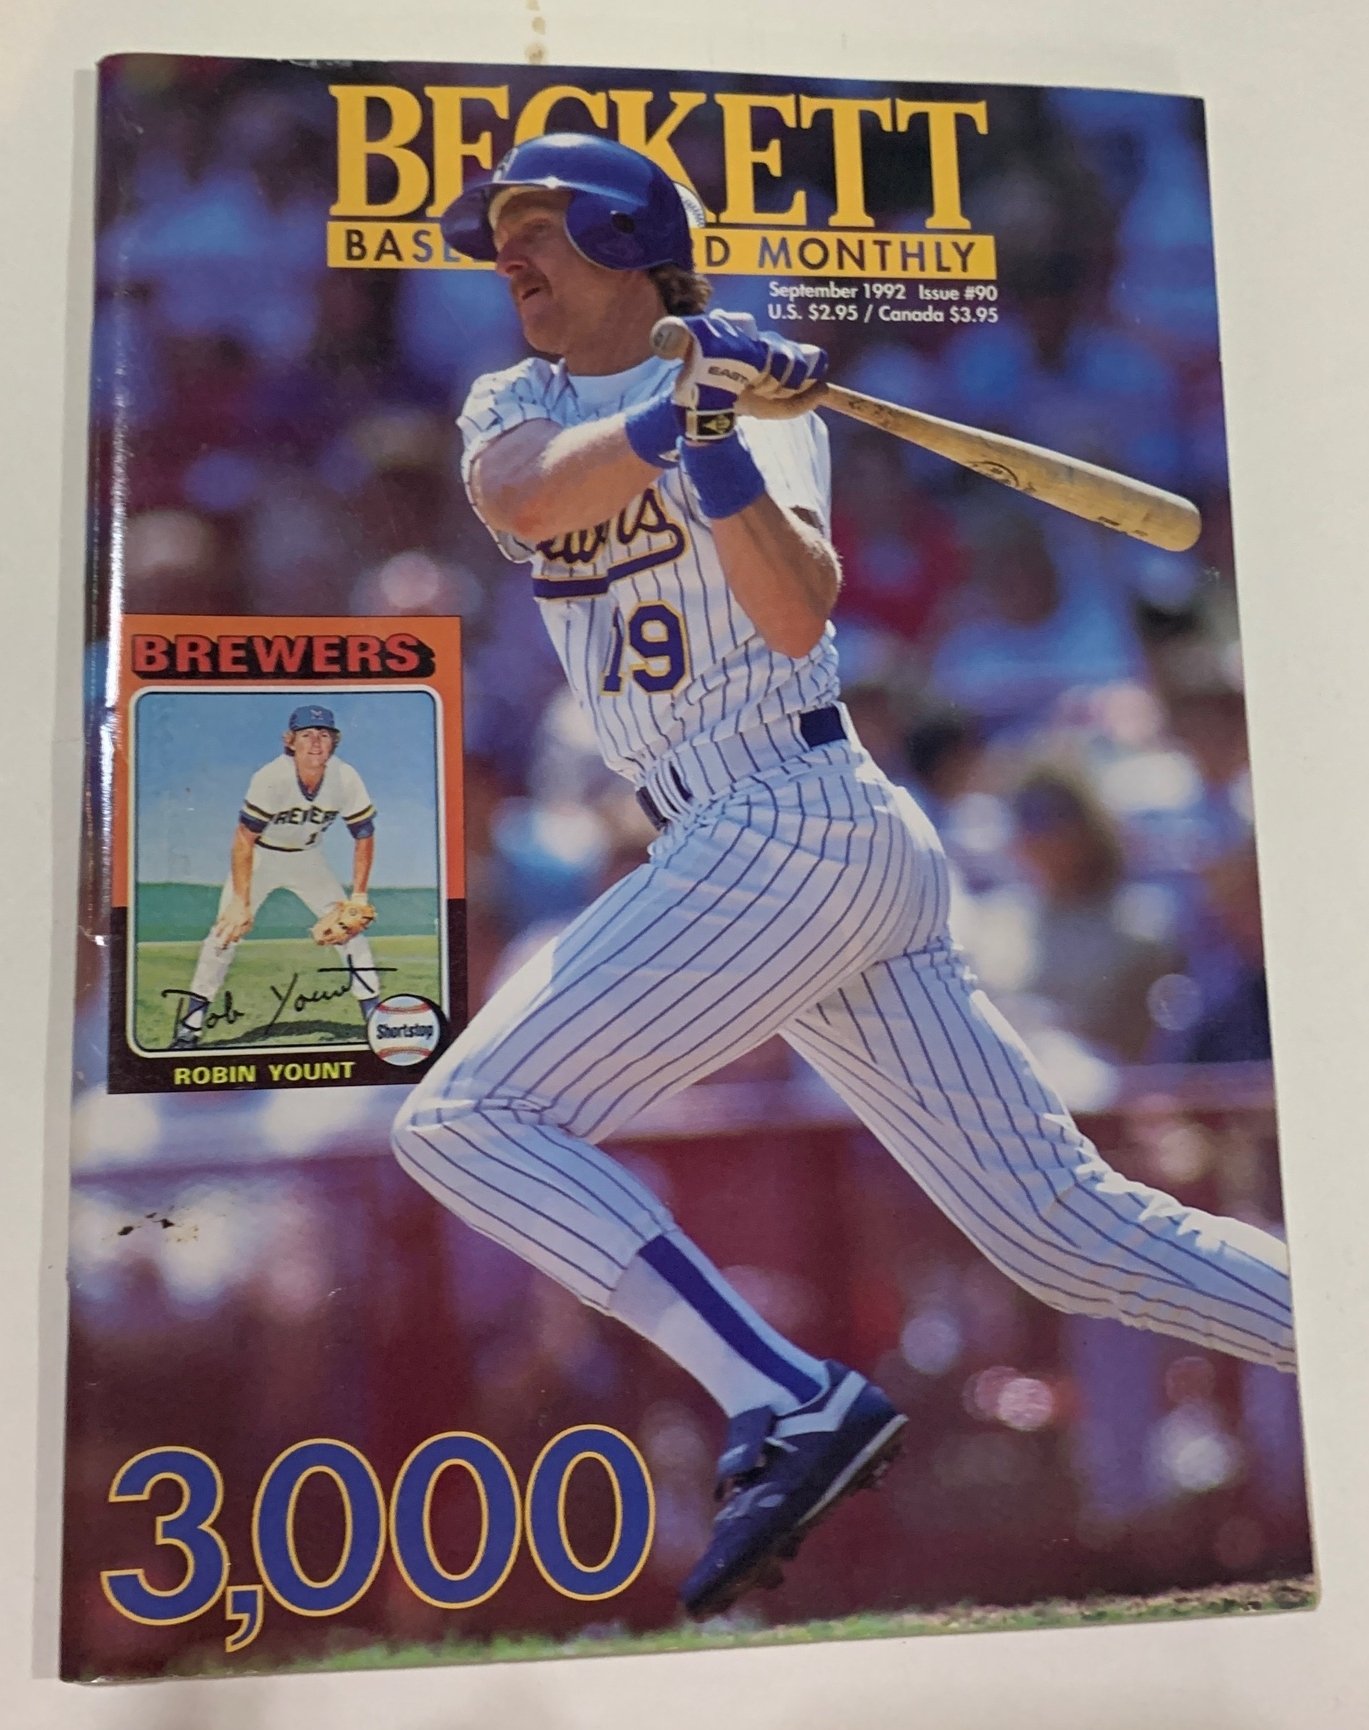 BECKETT
MONTHLY
September 1992 Issue #90
U.S. $2.95 / Canada $3.95
EAST
19
BREWERS
Rob Yount
Shortstop
ROBIN YOUNT
3,000